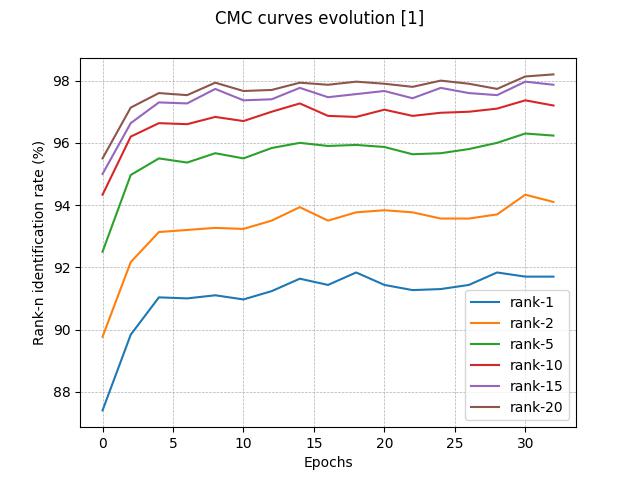 CMC curves evolution [1]
Rank-n identification rate (%)
98
96
94
92
90
88
0 5 10 15 20 25 30
Epochs
rank-1
rank-2
rank-5
rank-10
rank-15
rank-20